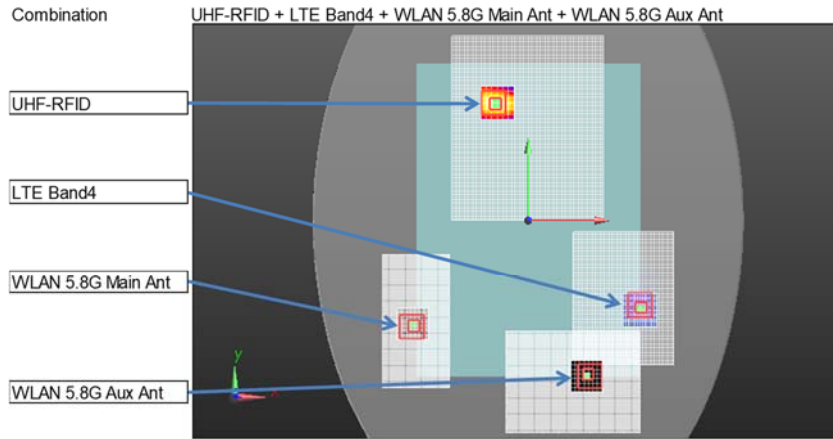 Combination UHF-RFID + LTE Band4 + WLAN 5.8G Main Ant + WLAN 5.8G Aux Ant
UHF-RFID
LTE Band4
WLAN 5.8G Main Ant
WLAN 5.8G Aux Ant
y
x